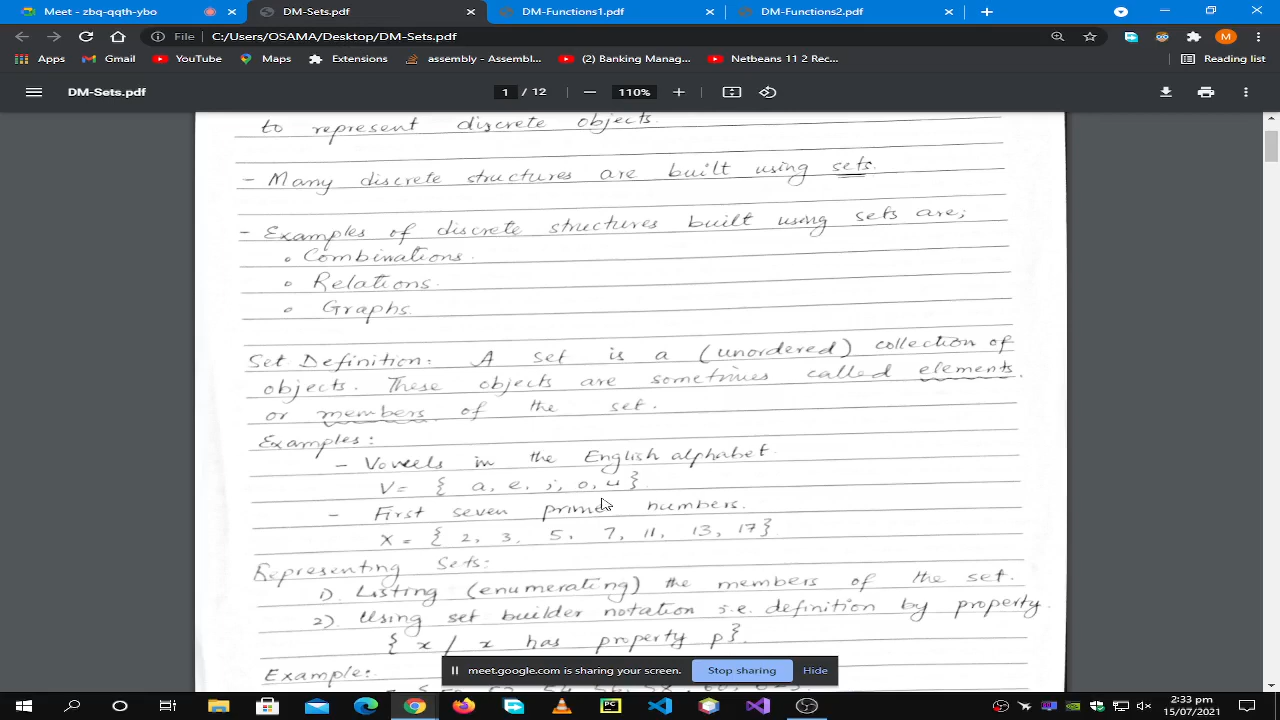 Meet - zbq-qqth-ybo
DM-Sets.pdf
DM-Functions1.pdf
DM-Functions2.pdf
File C:/Users/OSAMA/Desktop/DM-Sets.pdf
Apps Gmail YouTube Maps Extensions assembly - Assembl... (2) Banking Manag... Netbeans 11 2 Rec... Reading list
DM-Sets.pdf 1 / 12 110%
to represent discrete objects.
- Many discrete structures are built using sets.
- Examples of discrete structures built using sets are;
Combinations.
Relations.
Graphs.
Set Definition: A set is a (unordered) collection of
objects. These objects are sometimes called elements
or members of the set.
Examples:
- Vowels in the English alphabet.
V = { a, e, i, o, u }
- First seven prime numbers.
X = { 2, 3, 5, 7, 11, 13, 17}
Representing Sets:
1). Listing (enumerating) the members of the set.
2). Using set builder notation i.e. definition by property
{ x / x has property p}.
Example:
meet.google.com is sharing your screen. Stop sharing Hide
2:33 pm
15/07/2021